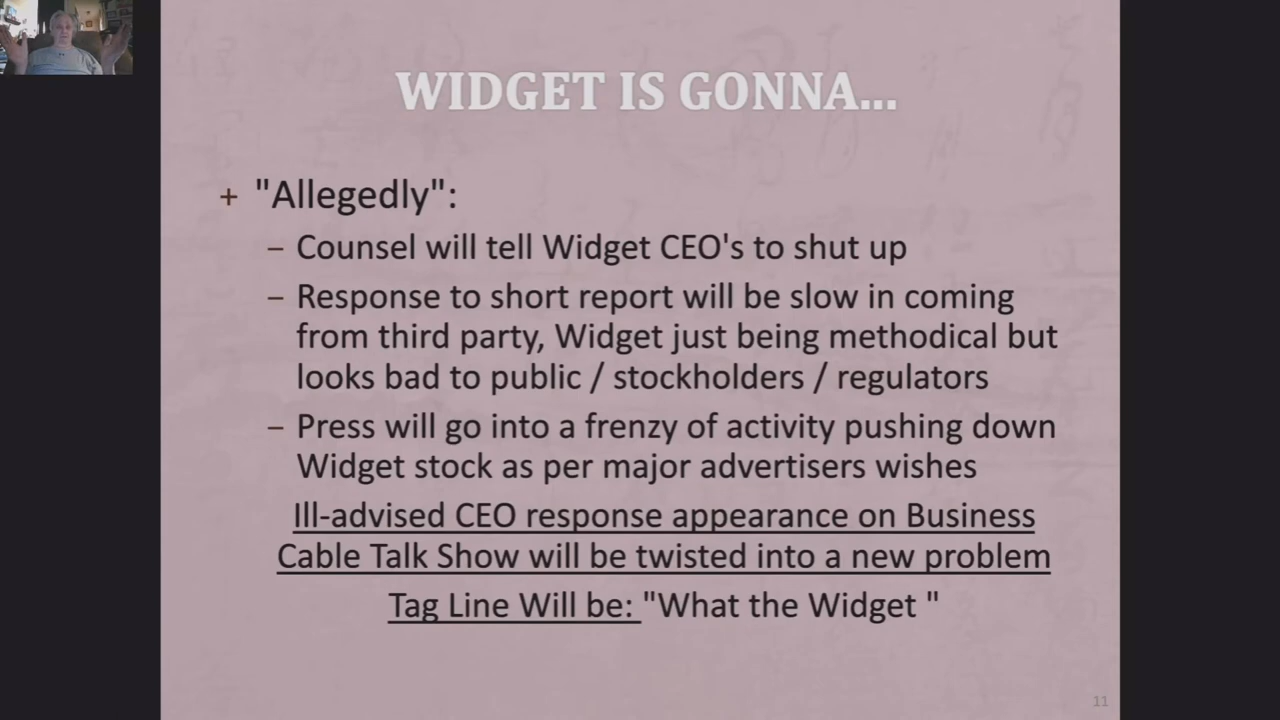 WIDGET IS GONNA...
+ "Allegedly":
– Counsel will tell Widget CEO's to shut up
– Response to short report will be slow in coming
from third party, Widget just being methodical but
looks bad to public / stockholders / regulators
– Press will go into a frenzy of activity pushing down
Widget stock as per major advertisers wishes
Ill-advised CEO response appearance on Business
Cable Talk Show will be twisted into a new problem
Tag Line Will be: "What the Widget "
11